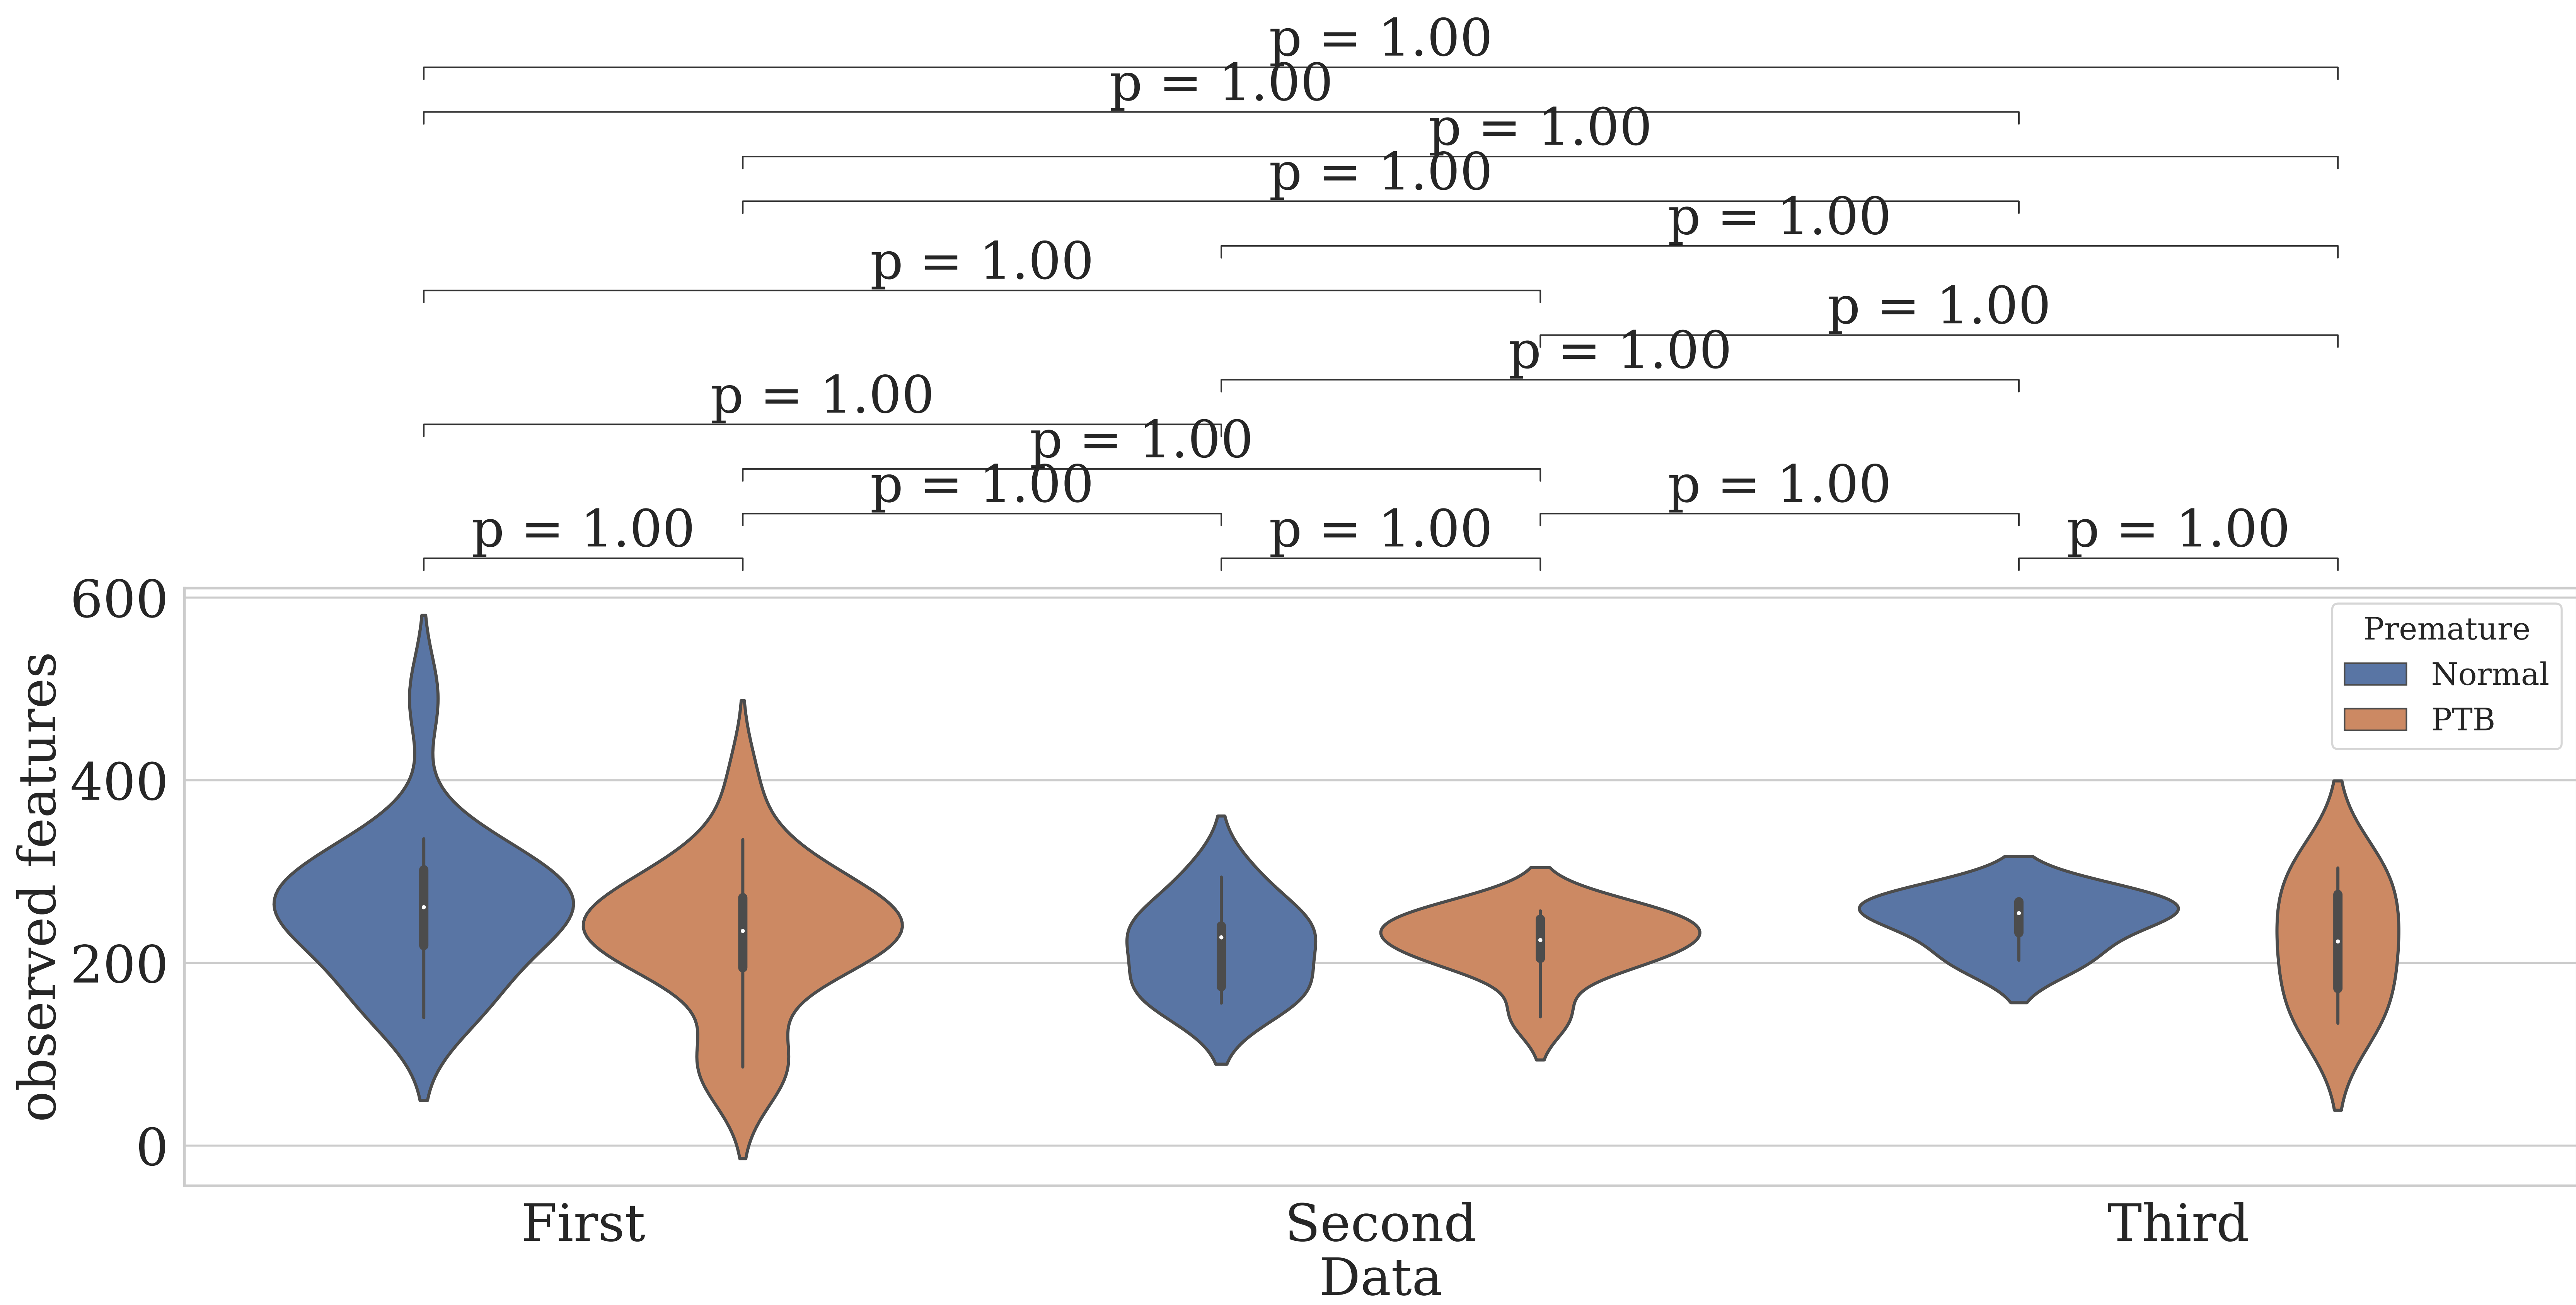 p = 1.00
p = 1.00
p = 1.00
p = 1.00
p = 1.00
p = 1.00
p = 1.00
p = 1.00
p = 1.00
p = 1.00
p = 1.00 p = 1.00
p = 1.00 p = 1.00 p = 1.00
600
400
200
0
observed features
Premature
Normal
PTB
First Second Third
Data